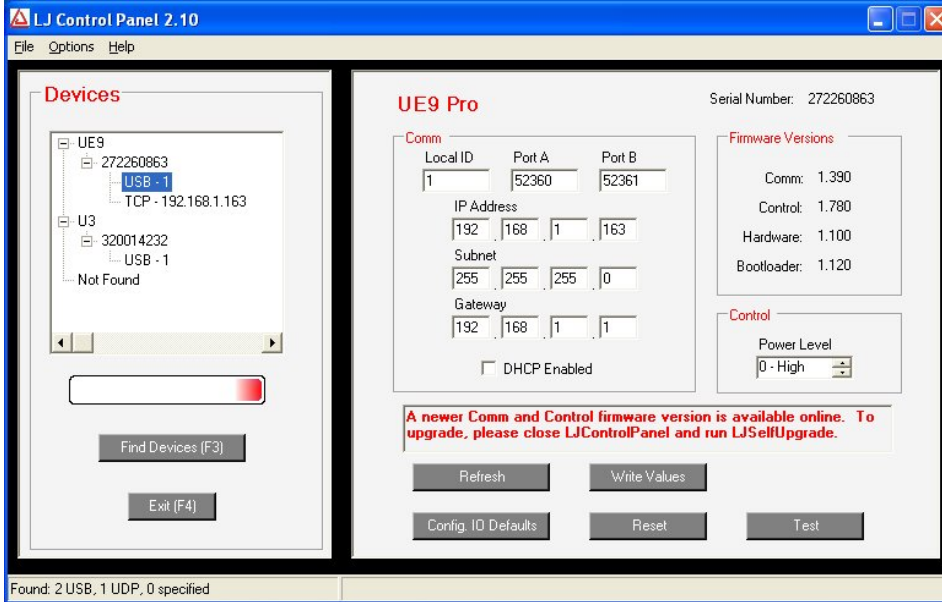 LJ Control Panel 2.10
File Options Help
Devices
UE9
272260863
USB - 1
TCP - 192.168.1.163
U3
320014232
USB - 1
Not Found
Find Devices (F3)
Exit (F4)
UE9 Pro
Serial Number: 272260863
Comm
Local ID Port A Port B
1 52360 52361
IP Address
192 . 168 . 1 . 163
Subnet
255 . 255 . 255 . 0
Gateway
192 . 168 . 1 . 1
DHCP Enabled
Firmware Versions
Comm: 1.390
Control: 1.780
Hardware: 1.100
Bootloader: 1.120
Control
Power Level
0 - High
A newer Comm and Control firmware version is available online. To
upgrade, please close LJControlPanel and run LJSelfUpgrade.
Refresh Write Values
Config. IO Defaults Reset Test
Found: 2 USB, 1 UDP, 0 specified